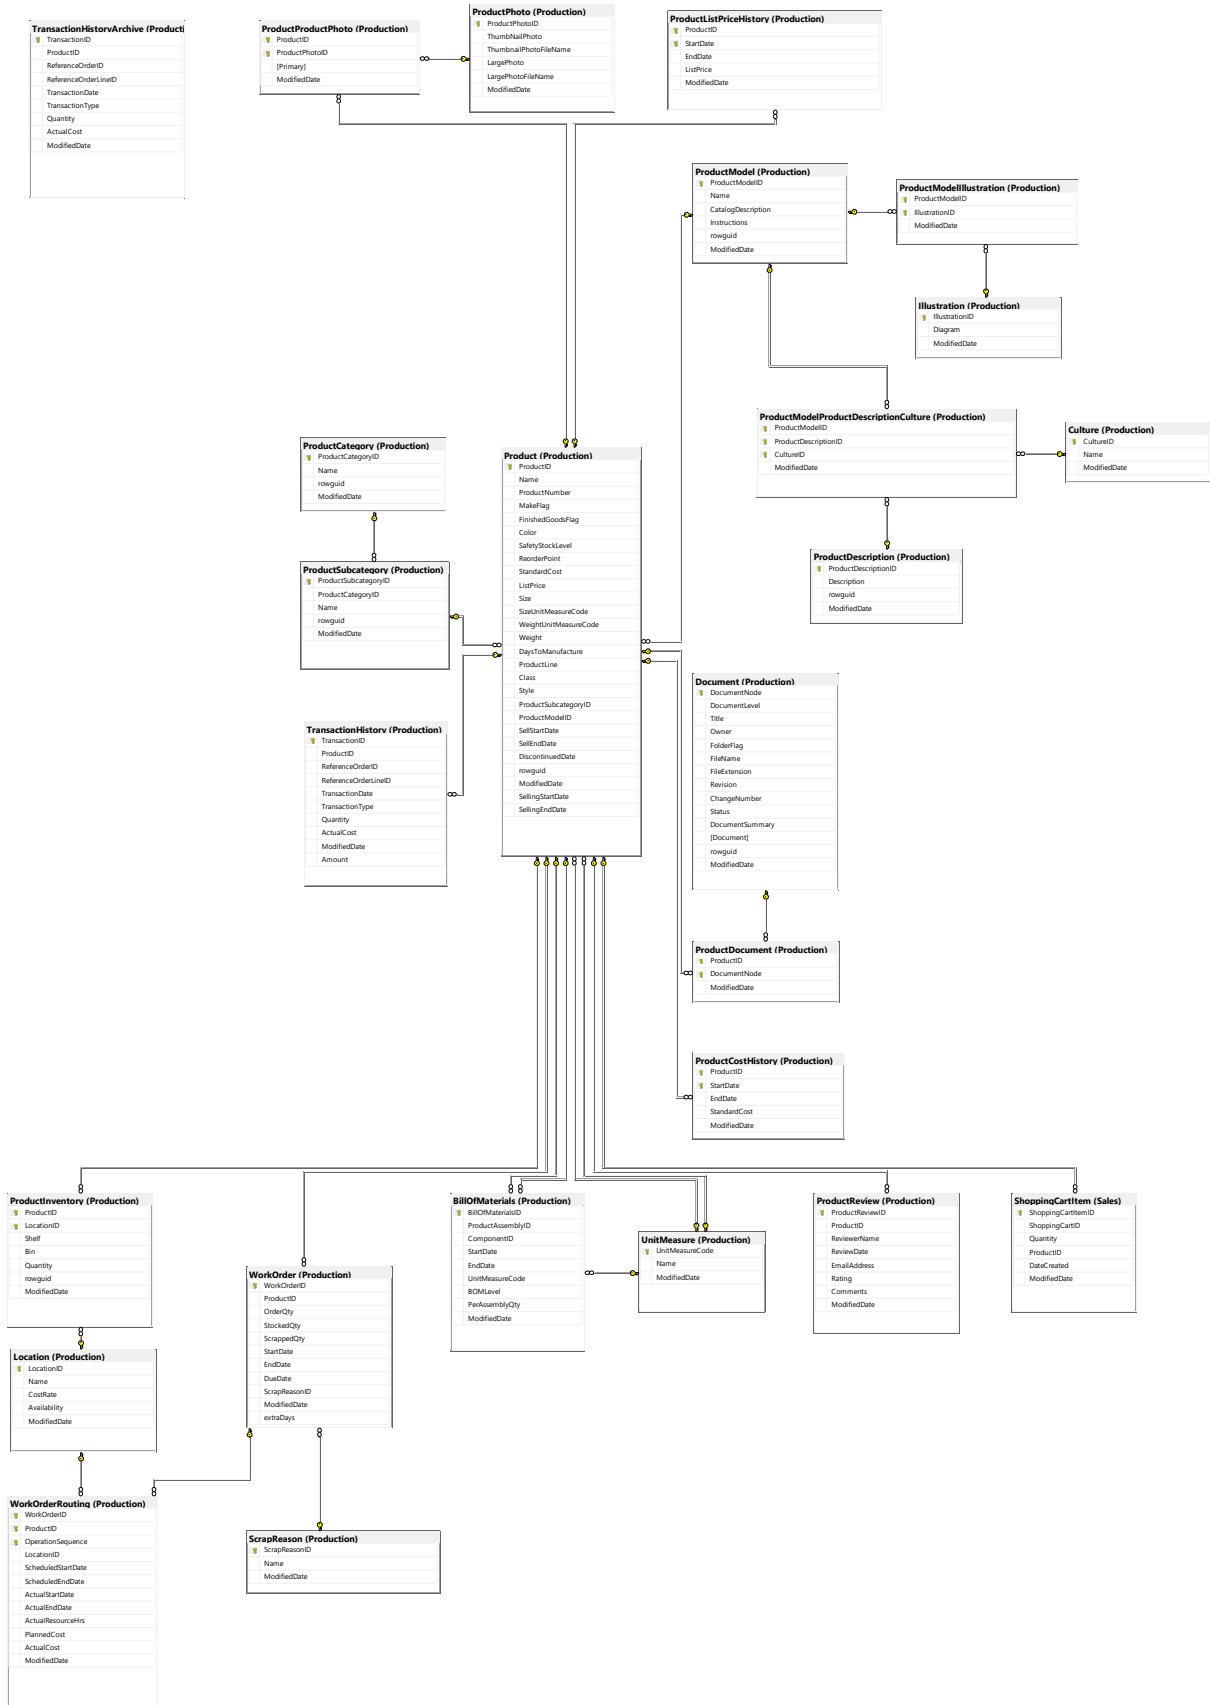 TransactionHistoryArchive (Producti
TransactionID
ProductID
ReferenceOrderID
ReferenceOrderLineID
TransactionDate
TransactionType
Quantity
ActualCost
ModifiedDate
ProductProductPhoto (Production)
ProductID
ProductPhotoID
[Primary]
ModifiedDate
ProductPhoto (Production)
ProductPhotoID
ThumbNailPhoto
ThumbnailPhotoFileName
LargePhoto
LargePhotoFileName
ModifiedDate
ProductListPriceHistory (Production)
ProductID
StartDate
EndDate
ListPrice
ModifiedDate
ProductModel (Production)
ProductModelID
Name
CatalogDescription
Instructions
rowguid
ModifiedDate
ProductModelIllustration (Production)
ProductModelID
IllustrationID
ModifiedDate
Illustration (Production)
IllustrationID
Diagram
ModifiedDate
ProductModelProductDescriptionCulture (Production)
ProductModelID
ProductDescriptionID
CultureID
ModifiedDate
Culture (Production)
CultureID
Name
ModifiedDate
ProductDescription (Production)
ProductDescriptionID
Description
rowguid
ModifiedDate
ProductCategory (Production)
ProductCategoryID
Name
rowguid
ModifiedDate
ProductSubcategory (Production)
ProductSubcategoryID
ProductCategoryID
Name
rowguid
ModifiedDate
TransactionHistory (Production)
TransactionID
ProductID
ReferenceOrderID
ReferenceOrderLineID
TransactionDate
TransactionType
Quantity
ActualCost
ModifiedDate
Amount
Product (Production)
ProductID
Name
ProductNumber
MakeFlag
FinishedGoodsFlag
Color
SafetyStockLevel
ReorderPoint
StandardCost
ListPrice
Size
SizeUnitMeasureCode
WeightUnitMeasureCode
Weight
DaysToManufacture
ProductLine
Class
Style
ProductSubcategoryID
ProductModelID
SellStartDate
SellEndDate
DiscontinuedDate
rowguid
ModifiedDate
SellingStartDate
SellingEndDate
Document (Production)
DocumentNode
DocumentLevel
Title
Owner
FolderFlag
FileName
FileExtension
Revision
ChangeNumber
Status
DocumentSummary
[Document]
rowguid
ModifiedDate
ProductDocument (Production)
ProductID
DocumentNode
ModifiedDate
ProductCostHistory (Production)
ProductID
StartDate
EndDate
StandardCost
ModifiedDate
ProductInventory (Production)
ProductID
LocationID
Shelf
Bin
Quantity
rowguid
ModifiedDate
Location (Production)
LocationID
Name
CostRate
Availability
ModifiedDate
WorkOrderRouting (Production)
WorkOrderID
ProductID
OperationSequence
LocationID
ScheduledStartDate
ScheduledEndDate
ActualStartDate
ActualEndDate
ActualResourceHrs
PlannedCost
ActualCost
ModifiedDate
WorkOrder (Production)
WorkOrderID
ProductID
OrderQty
StockedQty
ScrappedQty
StartDate
EndDate
DueDate
ScrapReasonID
ModifiedDate
extraDays
ScrapReason (Production)
ScrapReasonID
Name
ModifiedDate
BillOfMaterials (Production)
BillOfMaterialsID
ProductAssemblyID
ComponentID
StartDate
EndDate
UnitMeasureCode
BOMLevel
PerAssemblyQty
ModifiedDate
UnitMeasure (Production)
UnitMeasureCode
Name
ModifiedDate
ProductReview (Production)
ProductReviewID
ProductID
ReviewerName
ReviewDate
EmailAddress
Rating
Comments
ModifiedDate
ShoppingCartItem (Sales)
ShoppingCartItemID
ShoppingCartID
Quantity
ProductID
DateCreated
ModifiedDate